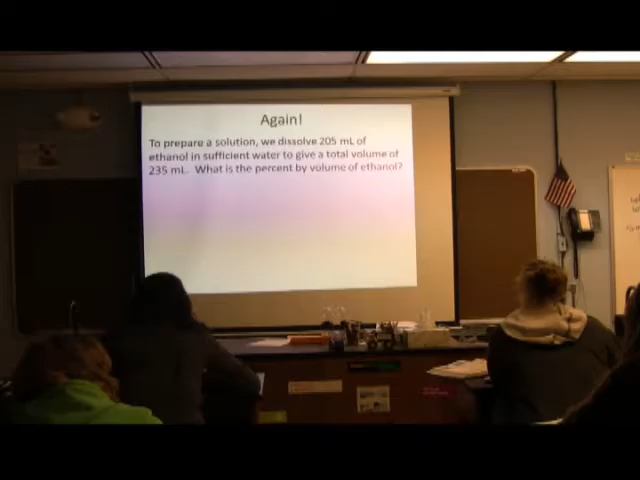 Again!
To prepare a solution, we dissolve 205 mL of
ethanol in sufficient water to give a total volume of
235 mL. What is the percent by volume of ethanol?